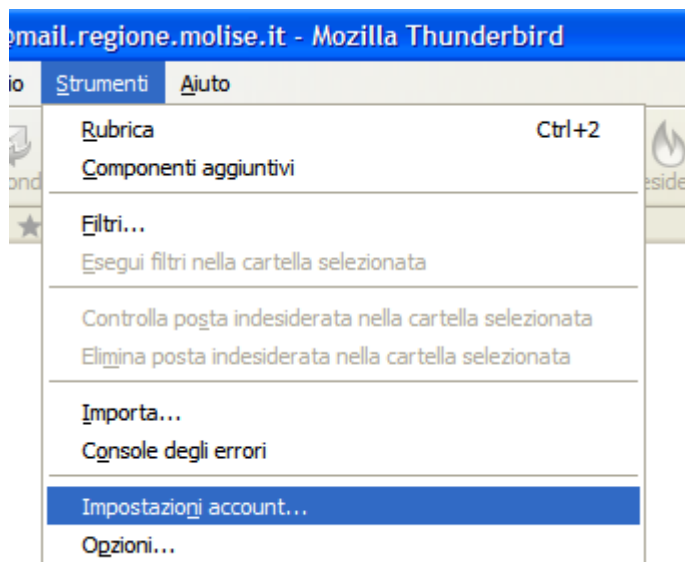 mail.regione.molise.it - Mozilla Thunderbird
io Strumenti Aiuto
Rubrica Ctrl+2
Componenti aggiuntivi
Filtri...
Esegui filtri nella cartella selezionata
Controlla posta indesiderata nella cartella selezionata
Elimina posta indesiderata nella cartella selezionata
Importa...
Console degli errori
Impostazioni account...
Opzioni...